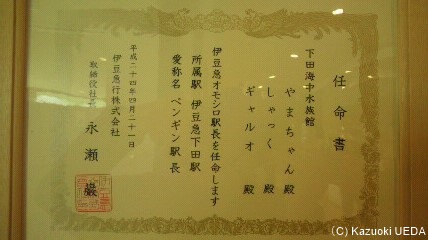 任命書
下田海中水族館
やまちゃん殿
しゃっく殿
ギャルオ殿
伊豆急オモシロ駅長を任命します
所属駅 伊豆急下田駅
愛称名 ペンギン駅長
平成二十四年四月二十一日
伊豆急行株式会社
取締役社長 永瀬 巖
(C) Kazuoki UEDA